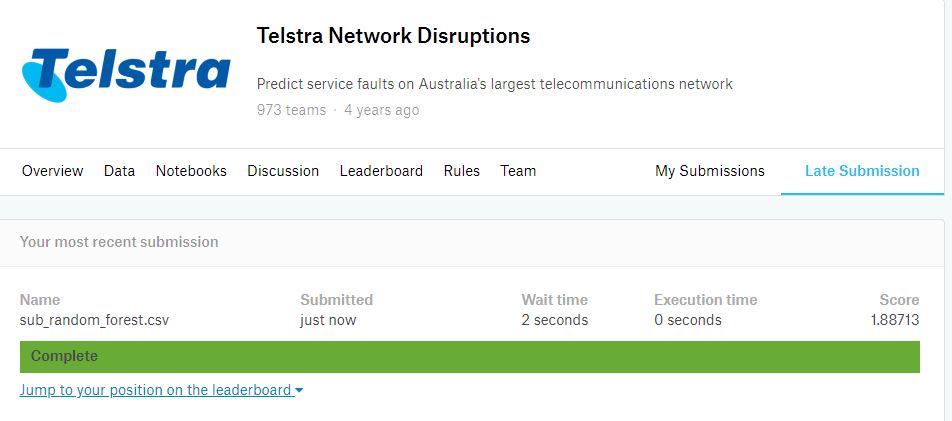 Telstra
Telstra Network Disruptions
Predict service faults on Australia's largest telecommunications network
973 teams · 4 years ago
Overview Data Notebooks Discussion Leaderboard Rules Team My Submissions Late Submission
Your most recent submission
Name Submitted Wait time Execution time Score
sub_random_forest.csv just now 2 seconds 0 seconds 1.88713
Complete
Jump to your position on the leaderboard